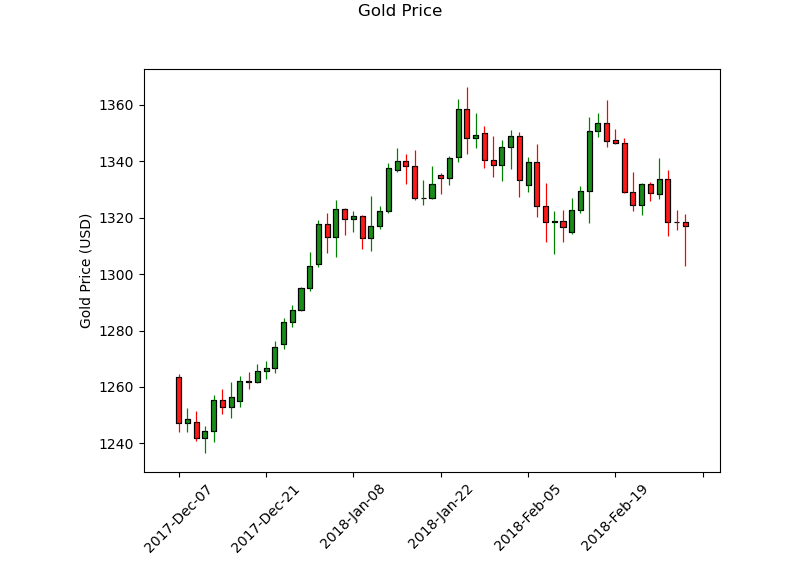 Gold Price
Gold Price (USD)
1360
1340
1320
1300
1280
1260
1240
2017-Dec-07
2017-Dec-21
2018-Jan-08
2018-Jan-22
2018-Feb-05
2018-Feb-19